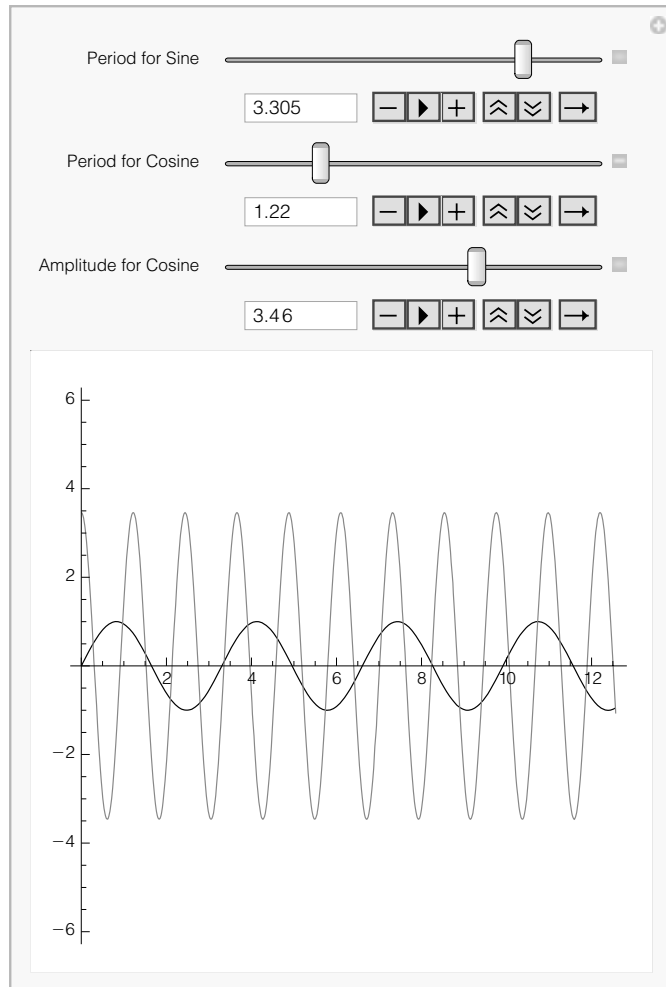 Period for Sine
3.305
Period for Cosine
1.22
Amplitude for Cosine
3.46
6
4
2
2 4 6 8 10 12
−2
−4
−6